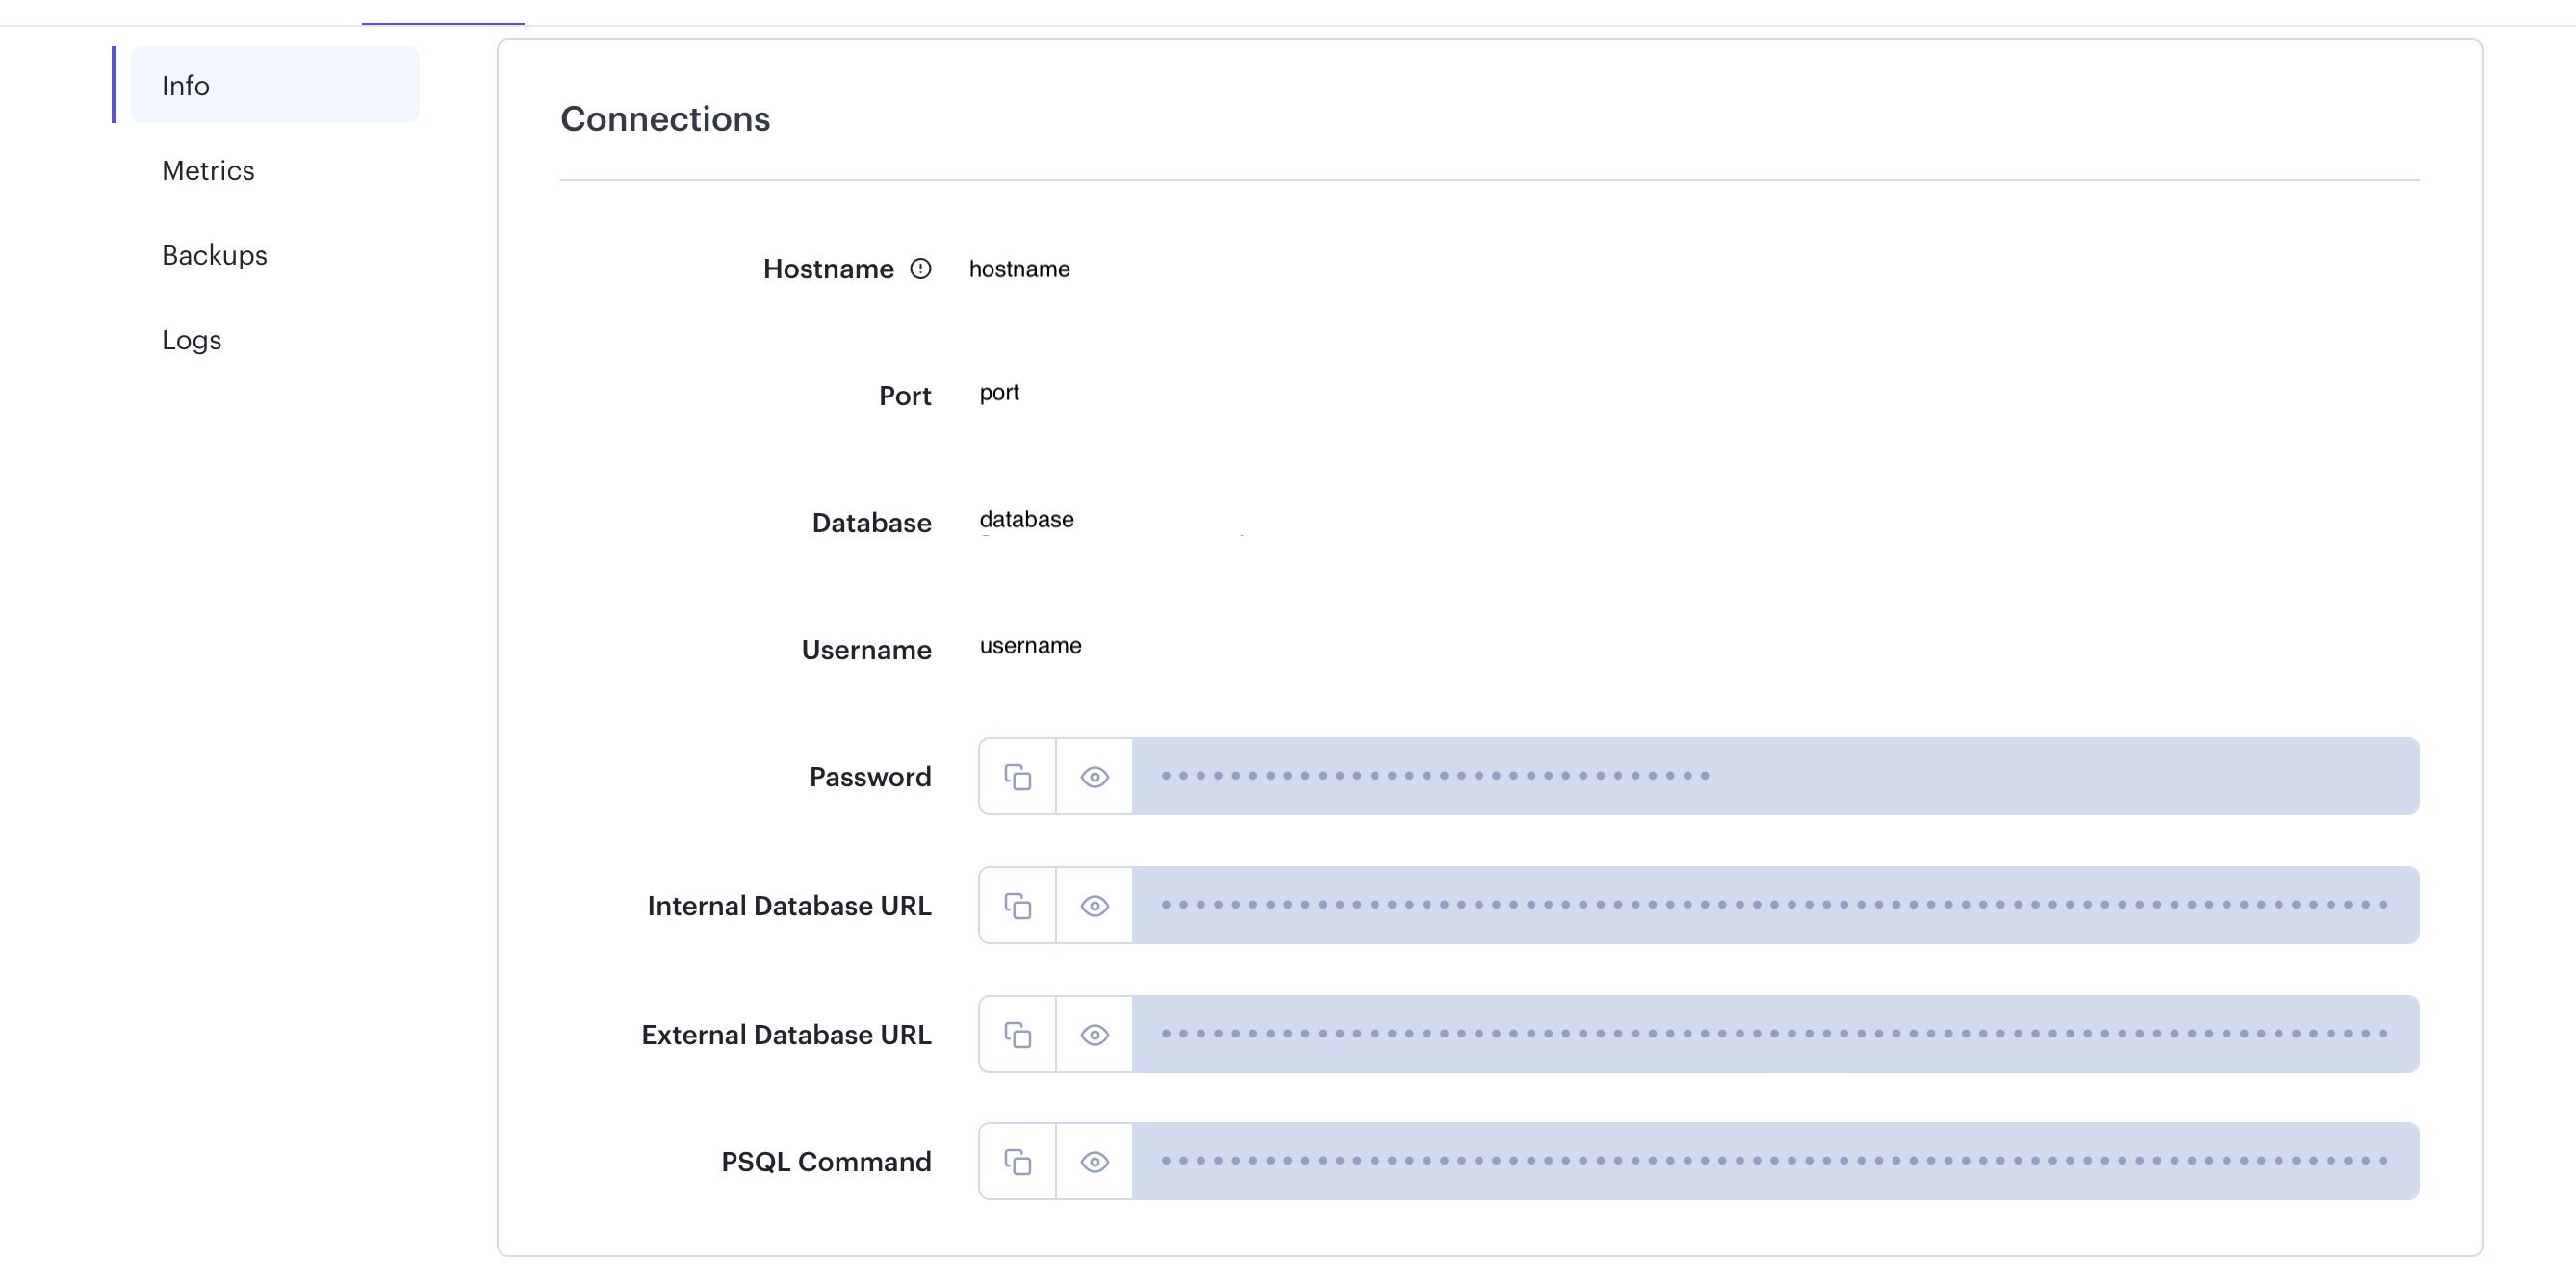 Info
Metrics
Backups
Logs
Connections
Hostname hostname
Port port
Database database
Username username
Password
Internal Database URL
External Database URL
PSQL Command